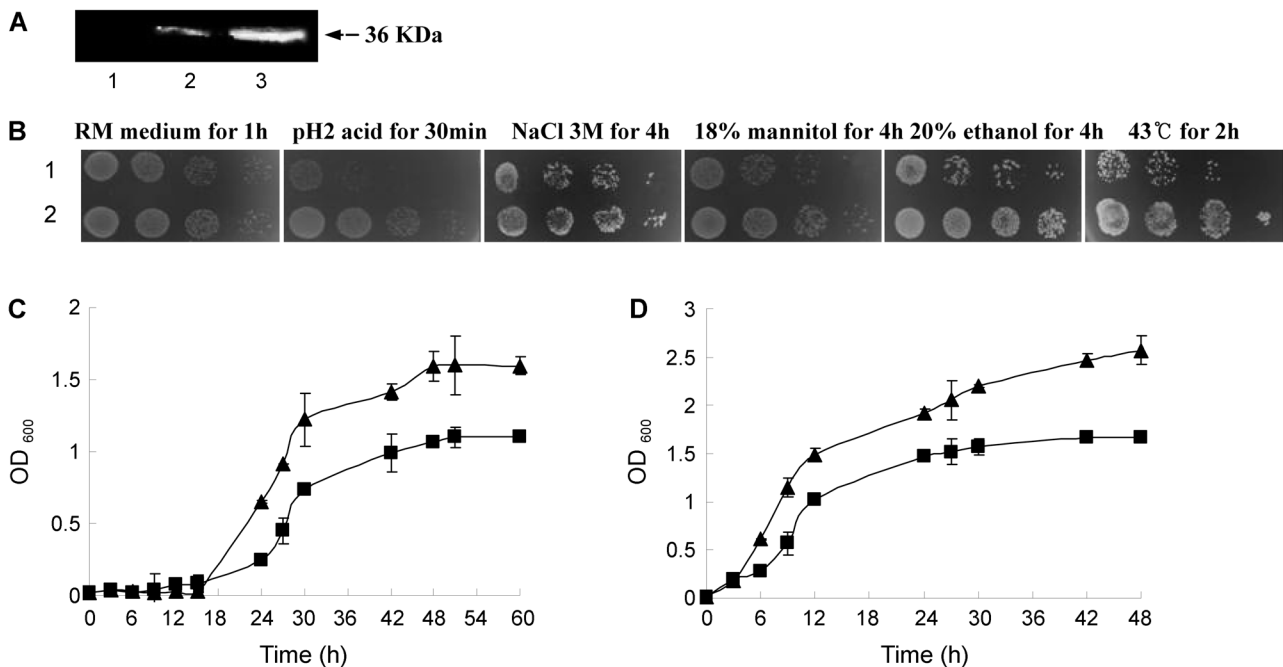 A
36 KDa
1 2 3
B
RM medium for 1h pH2 acid for 30min NaCl 3M for 4h 18% mannitol for 4h 20% ethanol for 4h 43℃ for 2h
1
2
C
2
1.5
1
0.5
0
OD 600
0 6 12 18 24 30 36 42 48 54 60
Time (h)
D
3
2.5
2
1.5
1
0.5
0
OD 600
0 6 12 18 24 30 36 42 48
Time (h)